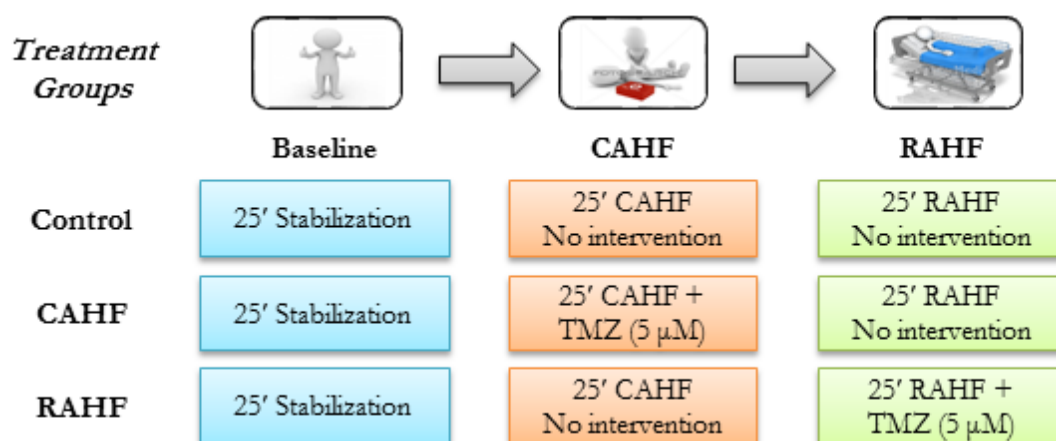 Treatment
Groups
Baseline
CAHF
RAHF
Control
25′ Stabilization
25′ CAHF
No intervention
25′ RAHF
No intervention
CAHF
25′ Stabilization
25′ CAHF +
TMZ (5 µM)
25′ RAHF
No intervention
RAHF
25′ Stabilization
25′ CAHF
No intervention
25′ RAHF +
TMZ (5 µM)